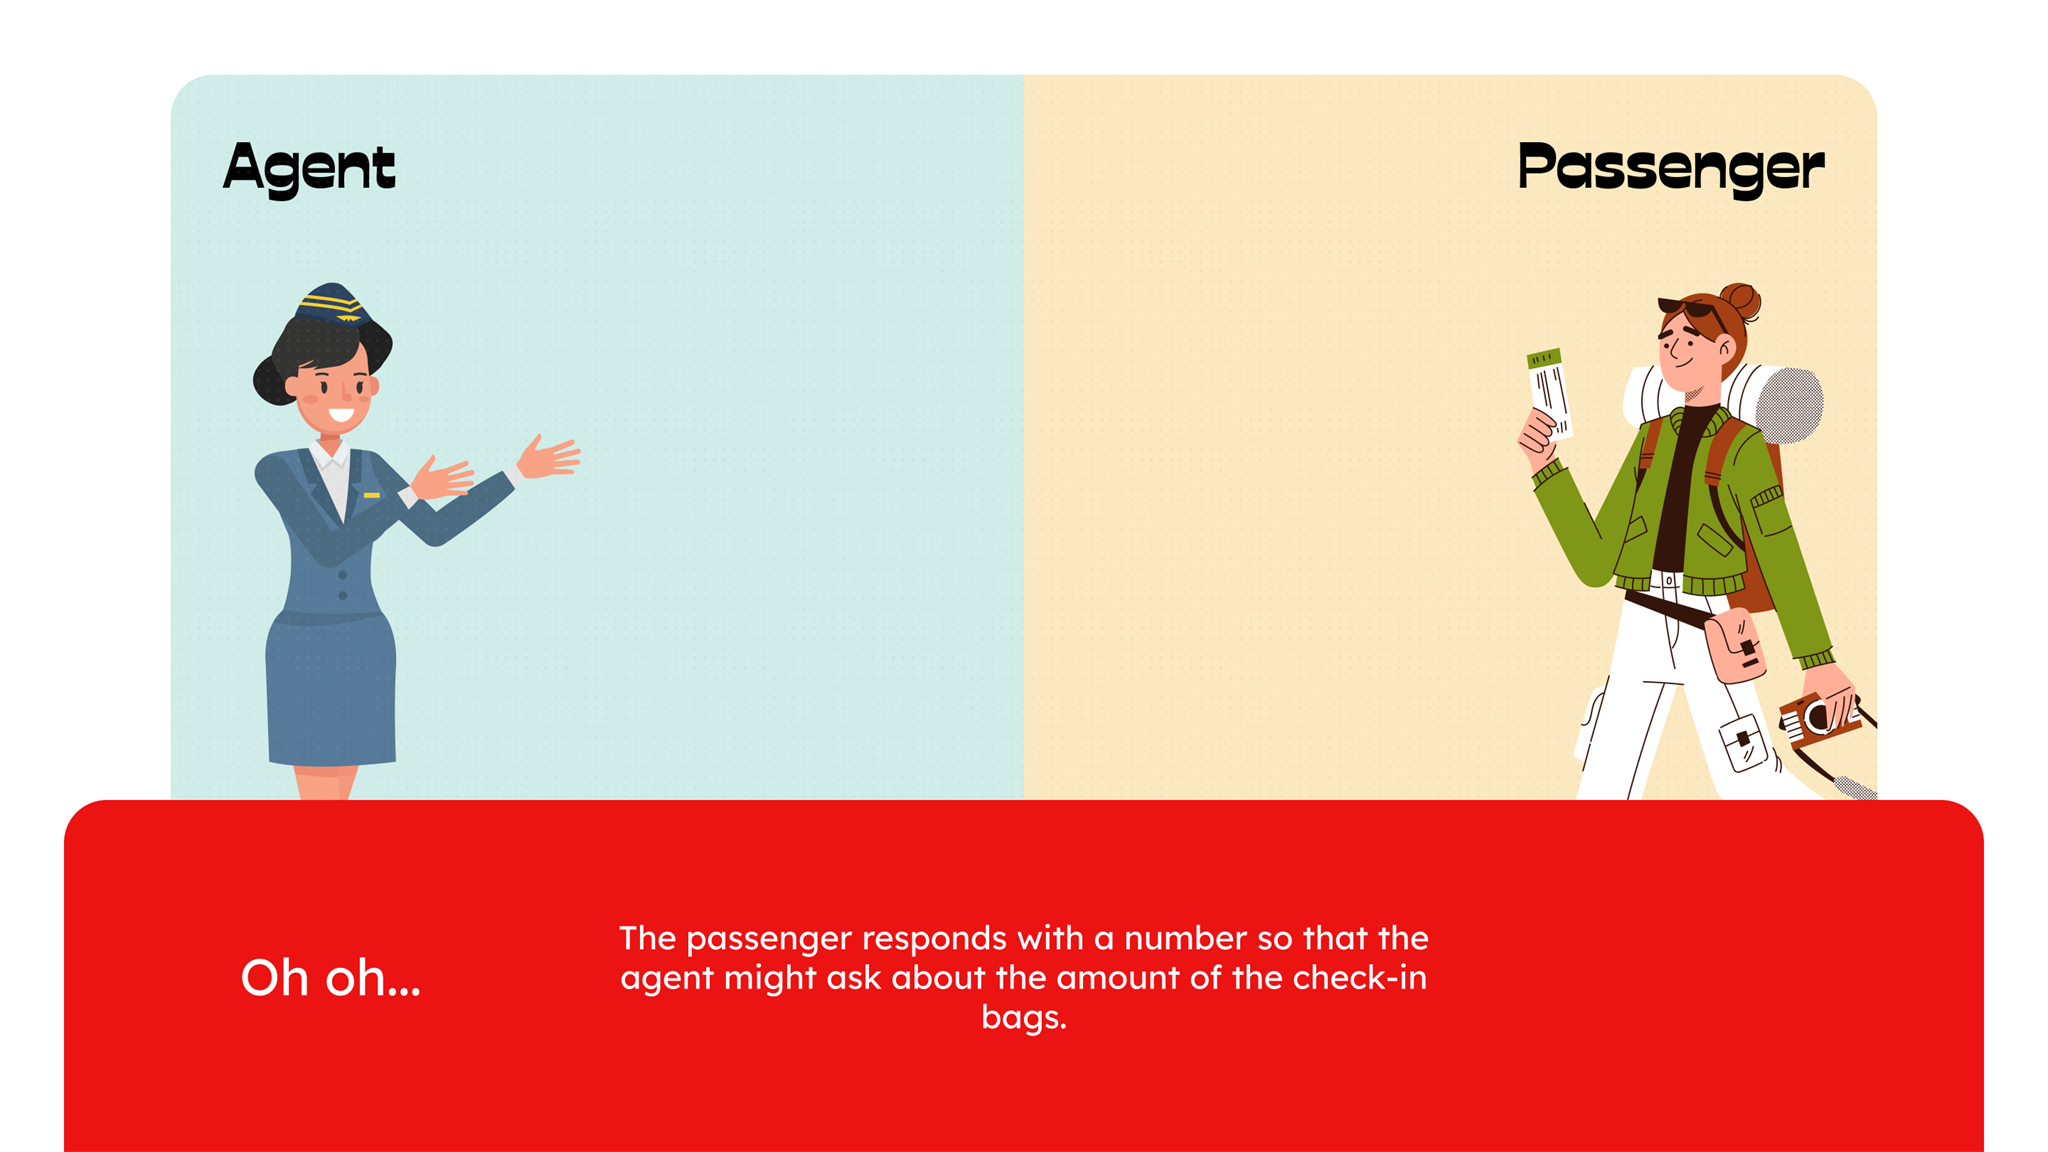 Agent
Passenger
Oh oh...
The passenger responds with a number so that the
agent might ask about the amount of the check-in
bags.